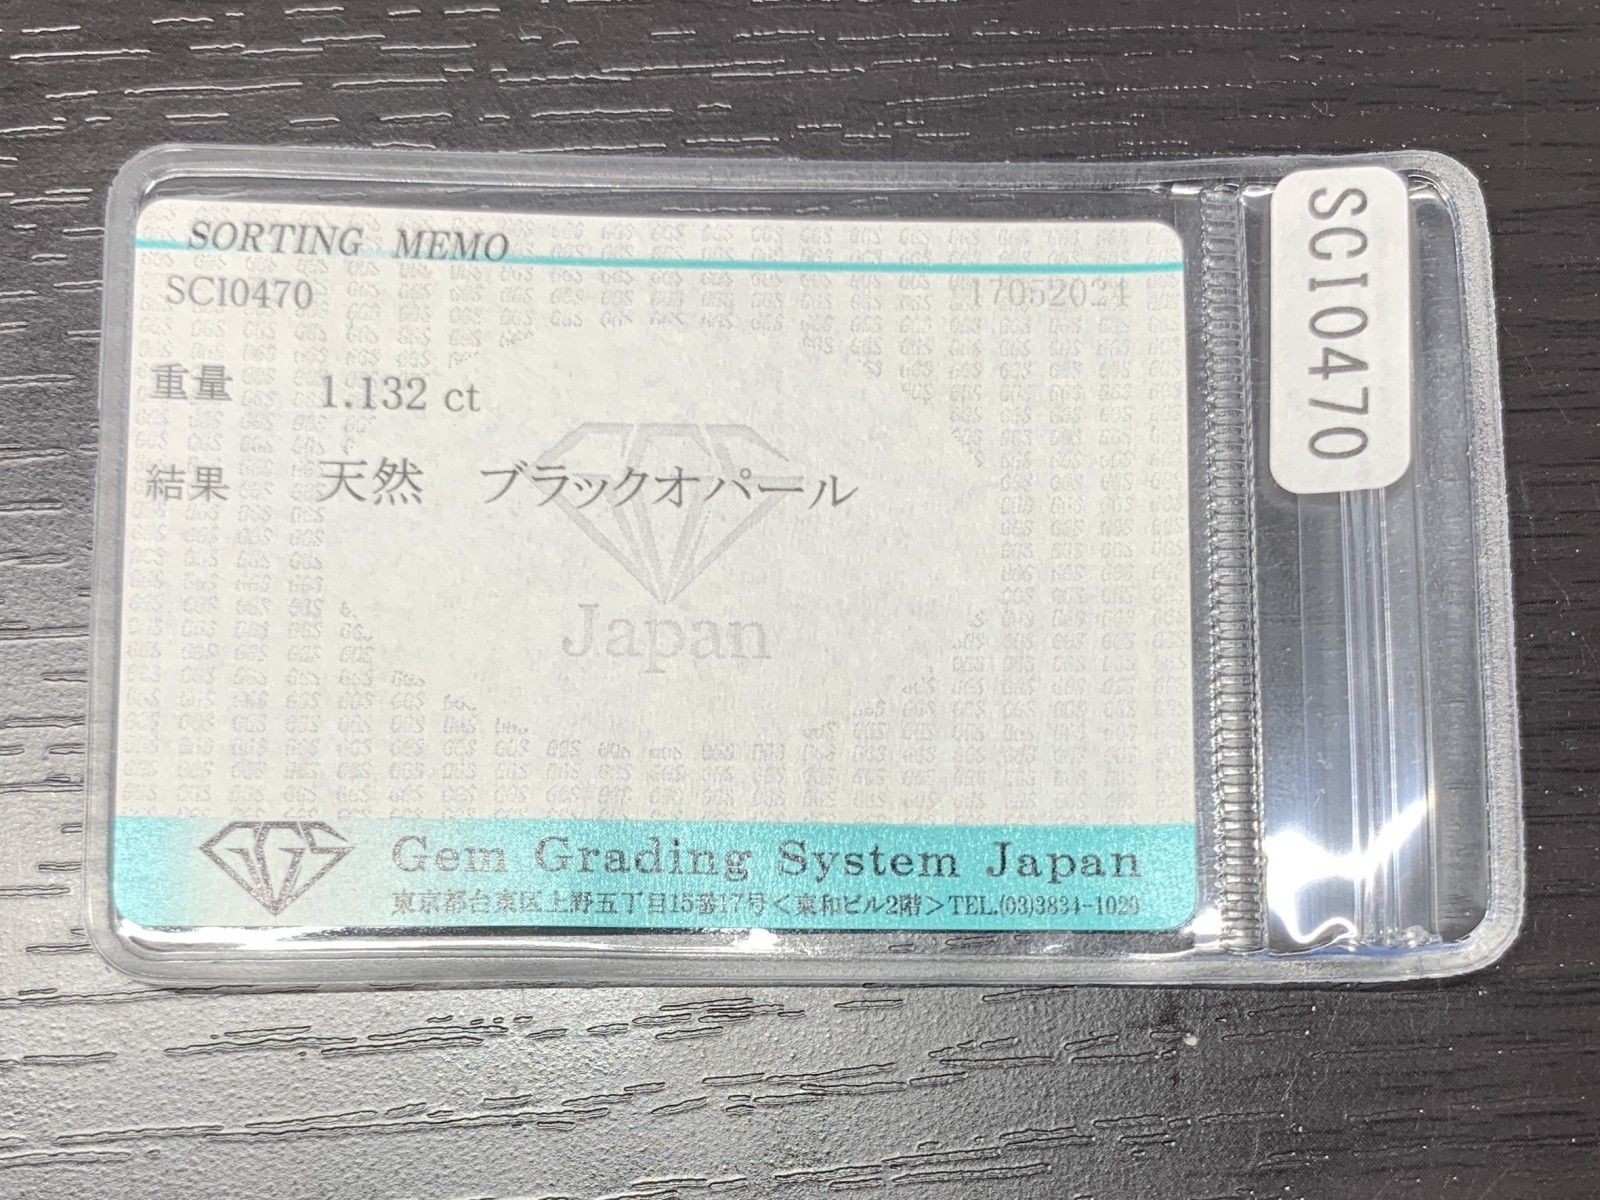 SORTING MEMO
SCI0470 17052024
重量 1.132 ct
結果 天然 ブラックオパール
Japan
GGS Gem Grading System Japan
東京都台東区上野五丁目15番17号<東和ビル2階>TEL.(03)3834-1029
SCI0470